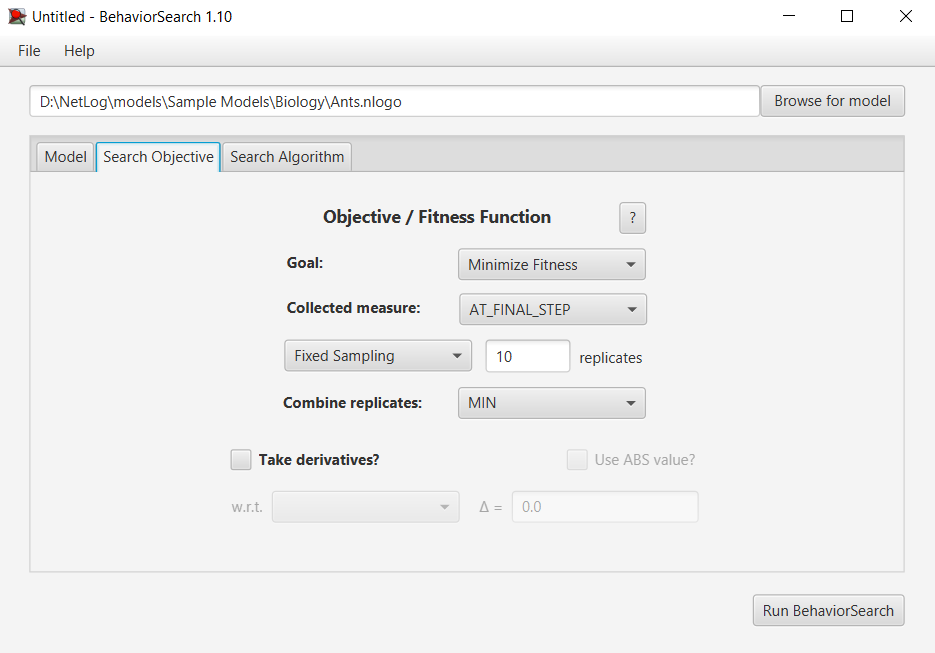 Untitled - BehaviorSearch 1.10
File Help
D:\NetLog\models\Sample Models\Biology\Ants.nlogo Browse for model
Model Search Objective Search Algorithm
Objective / Fitness Function ?
Goal: Minimize Fitness
Collected measure: AT_FINAL_STEP
Fixed Sampling 10 replicates
Combine replicates: MIN
Take derivatives? Use ABS value?
w.r.t. Δ = 0.0
Run BehaviorSearch